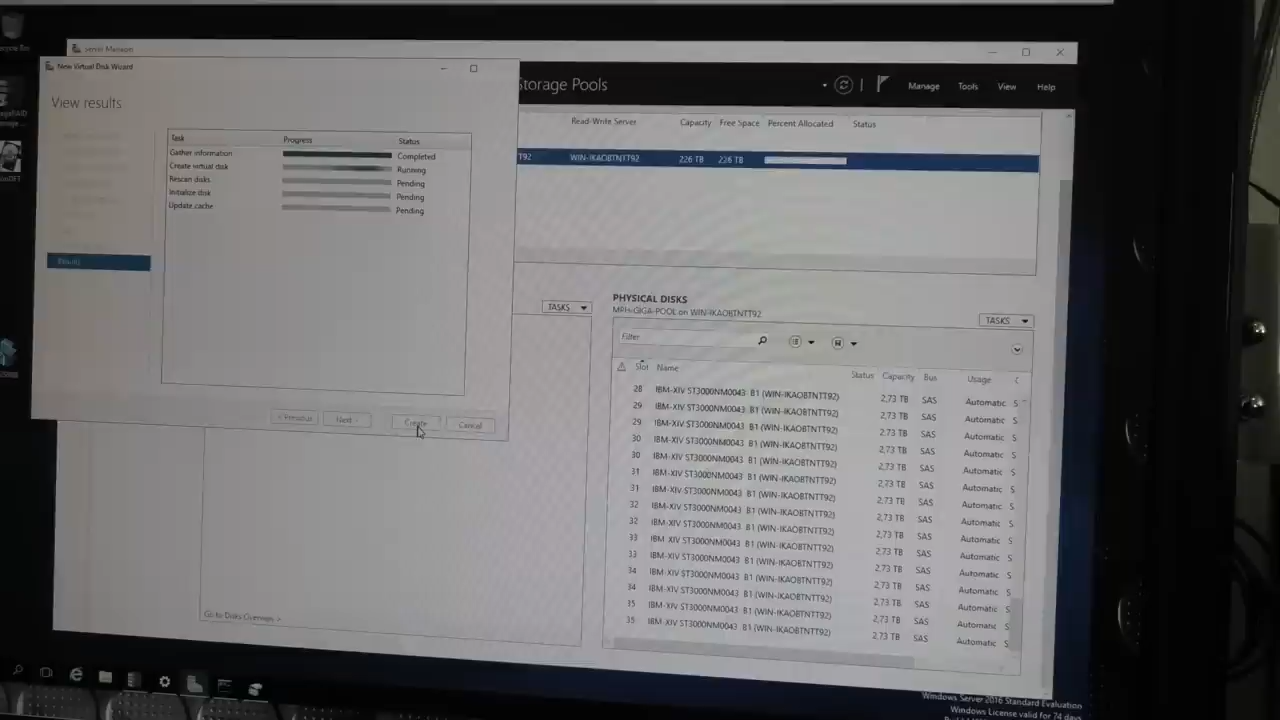 Server Manager
New Virtual Disk Wizard
View results
Task Progress Status
Gather information Completed
Create virtual disk Running
Rescan disks Pending
Initialize disk Pending
Update cache Pending
Results
< Previous Next > Create Cancel
Storage Pools
Manage Tools View Help
Read-Write Server Capacity Free Space Percent Allocated Status
T92 WIN-IKAOBTNTT92 226 TB 226 TB
TASKS
PHYSICAL DISKS
on WIN-IKAOBTNTT92
TASKS
Filter
Slot Name Status Capacity Bus Usage C
28 IBM-XIV ST3000NM0043 B1 (WIN-IKAOBTNTT92) 2,73 TB SAS Automatic S
29 IBM-XIV ST3000NM0043 B1 (WIN-IKAOBTNTT92) 2,73 TB SAS Automatic S
29 IBM-XIV ST3000NM0043 B1 (WIN-IKAOBTNTT92) 2,73 TB SAS Automatic S
30 IBM-XIV ST3000NM0043 B1 (WIN-IKAOBTNTT92) 2,73 TB SAS Automatic S
30 IBM-XIV ST3000NM0043 B1 (WIN-IKAOBTNTT92) 2,73 TB SAS Automatic S
31 IBM-XIV ST3000NM0043 B1 (WIN-IKAOBTNTT92) 2,73 TB SAS Automatic S
31 IBM-XIV ST3000NM0043 B1 (WIN-IKAOBTNTT92) 2,73 TB SAS Automatic S
32 IBM-XIV ST3000NM0043 B1 (WIN-IKAOBTNTT92) 2,73 TB SAS Automatic S
32 IBM-XIV ST3000NM0043 B1 (WIN-IKAOBTNTT92) 2,73 TB SAS Automatic S
33 IBM-XIV ST3000NM0043 B1 (WIN-IKAOBTNTT92) 2,73 TB SAS Automatic S
33 IBM-XIV ST3000NM0043 B1 (WIN-IKAOBTNTT92) 2,73 TB SAS Automatic S
34 IBM-XIV ST3000NM0043 B1 (WIN-IKAOBTNTT92) 2,73 TB SAS Automatic S
34 IBM-XIV ST3000NM0043 B1 (WIN-IKAOBTNTT92) 2,73 TB SAS Automatic S
35 IBM-XIV ST3000NM0043 B1 (WIN-IKAOBTNTT92) 2,73 TB SAS Automatic S
35 IBM-XIV ST3000NM0043 B1 (WIN-IKAOBTNTT92) 2,73 TB SAS Automatic S
Go to Disks Overview >
Windows Server 2016 Standard Evaluation
Windows License valid for 74 days